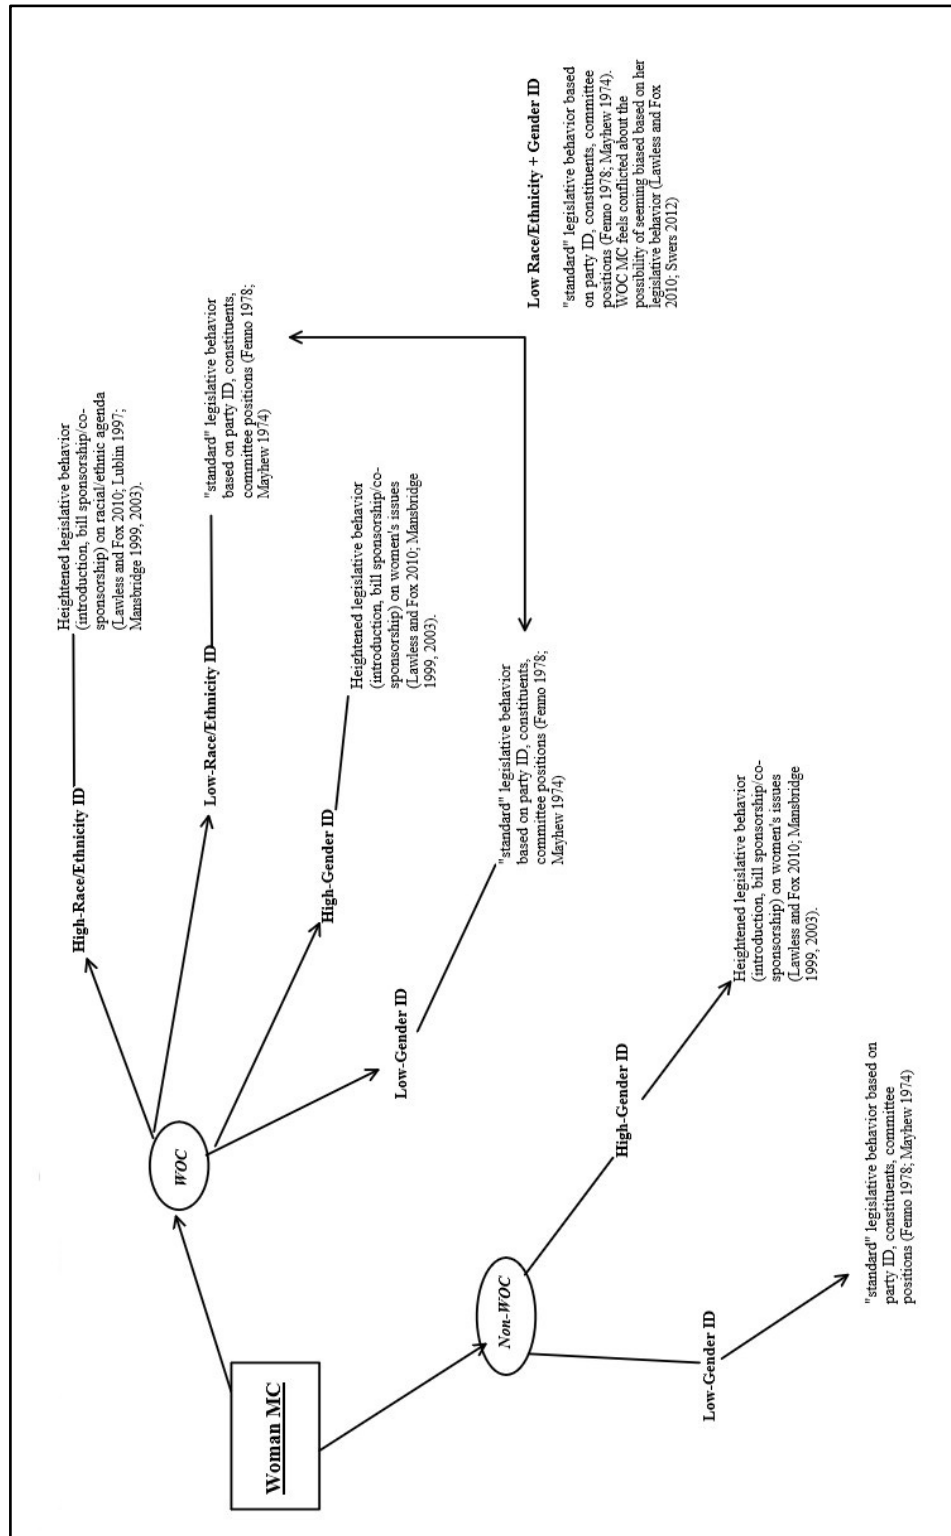 Woman MC
WOC
High-Race/Ethnicity ID
Heightened legislative behavior
(introduction, bill sponsorship/co-
sponsorship) on racial/ethnic agenda
(Lawless and Fox 2010; Lublin 1997;
Mansbridge 1999, 2003).
Low-Race/Ethnicity ID
"standard" legislative behavior
based on party ID, constituents,
committee positions (Fenno 1978;
Mayhew 1974)
High-Gender ID
Heightened legislative behavior
(introduction, bill sponsorship/co-
sponsorship) on women's issues
(Lawless and Fox 2010; Mansbridge
1999, 2003).
Low-Gender ID
"standard" legislative behavior
based on party ID, constituents,
committee positions (Fenno 1978;
Mayhew 1974)
Low Race/Ethnicity + Gender ID
"standard" legislative behavior based
on party ID, constituents, committee
positions (Fenno 1978; Mayhew 1974).
WOC MC feels conflicted about the
possibility of seeming biased based on her
legislative behavior (Lawless and Fox
2010; Swers 2012)
Non-WOC
High-Gender ID
Heightened legislative behavior
(introduction, bill sponsorship/co-
sponsorship) on women's issues
(Lawless and Fox 2010; Mansbridge
1999, 2003).
Low-Gender ID
"standard" legislative behavior based on
party ID, constituents, committee
positions (Fenno 1978; Mayhew 1974)